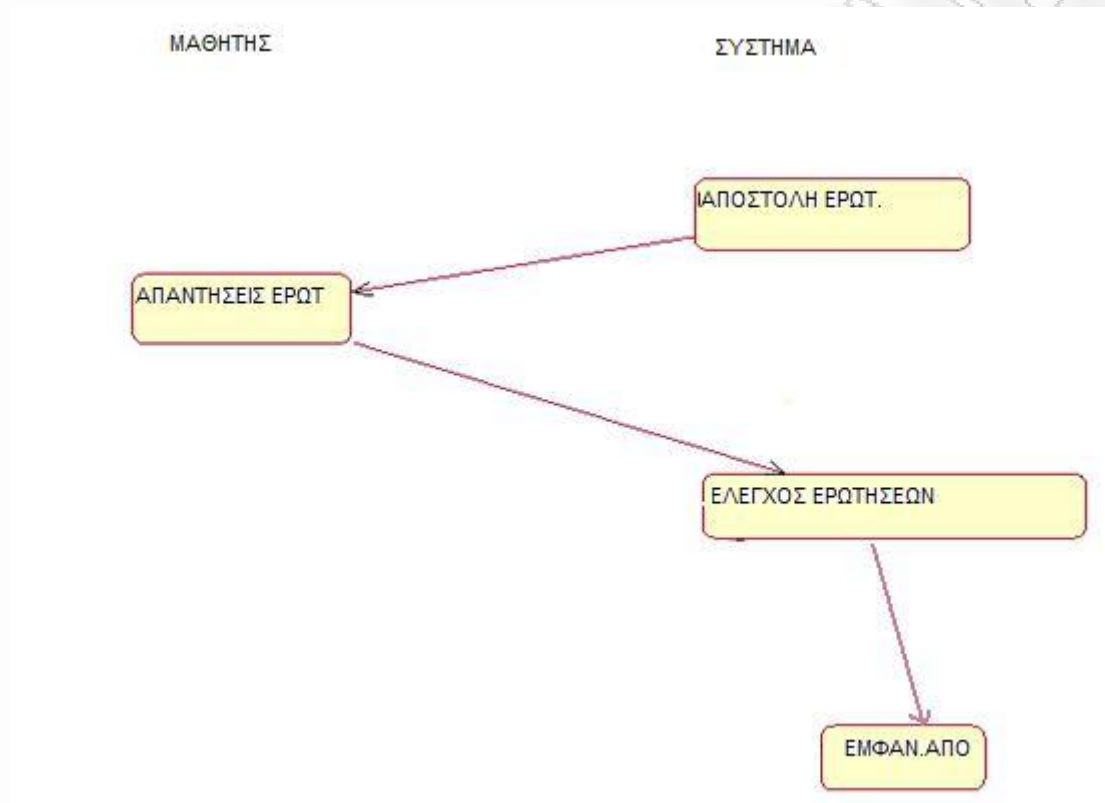 ΜΑΘΗΤΗΣ
ΣΥΣΤΗΜΑ
ΑΠΟΣΤΟΛΗ ΕΡΩΤ.
ΑΠΑΝΤΗΣΕΙΣ ΕΡΩΤ
ΕΛΕΓΧΟΣ ΕΡΩΤΗΣΕΩΝ
ΕΜΦΑΝ.ΑΠΟ